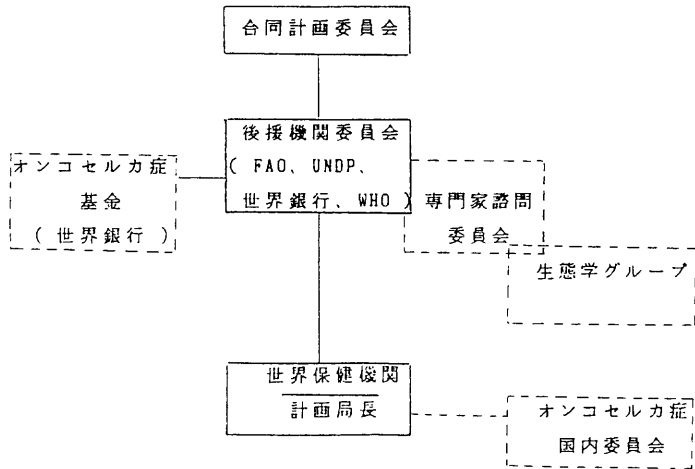 合同計画委員会
後援機関委員会
( FAO、UNDP、
世界銀行、WHO )
オンコセルカ症
基金
( 世界銀行 )
専門家諮問
委員会
生態学グループ
世界保健機関
計画局長
オンコセルカ症
国内委員会